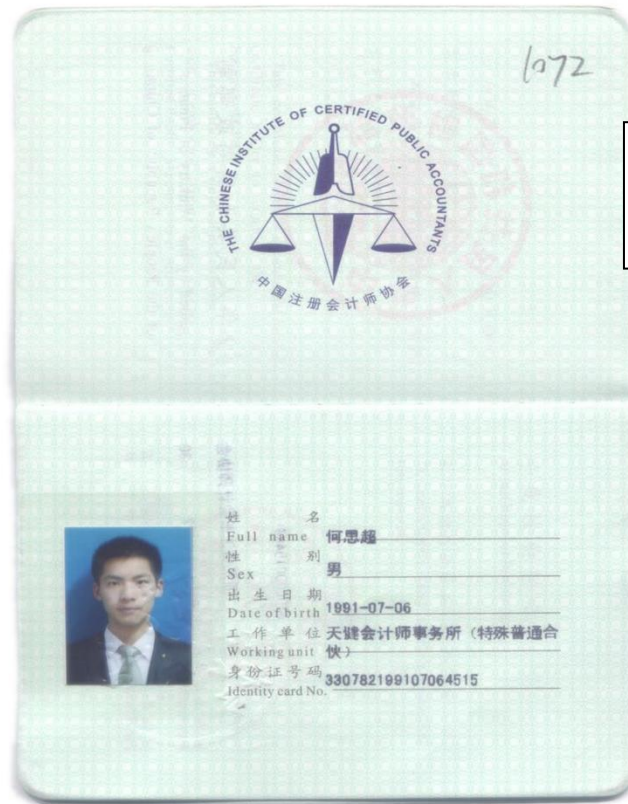 1072
THE CHINESE INSTITUTE OF CERTIFIED PUBLIC ACCOUNTANTS
中国注册会计师协会
姓 名
Full name 何思超
性 别
Sex 男
出生日期
Date of birth 1991-07-06
工作单位 天健会计师事务所（特殊普通合
Working unit 伙）
身份证号码
Identity card No. 330782199107064515